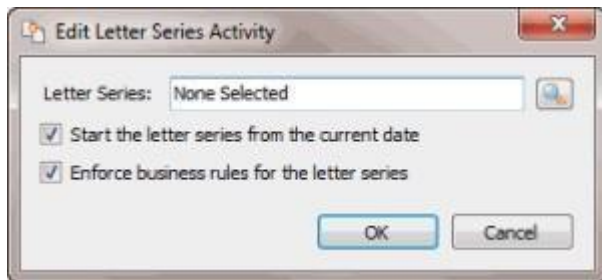 Edit Letter Series Activity
Letter Series: None Selected
Start the letter series from the current date
Enforce business rules for the letter series
OK Cancel